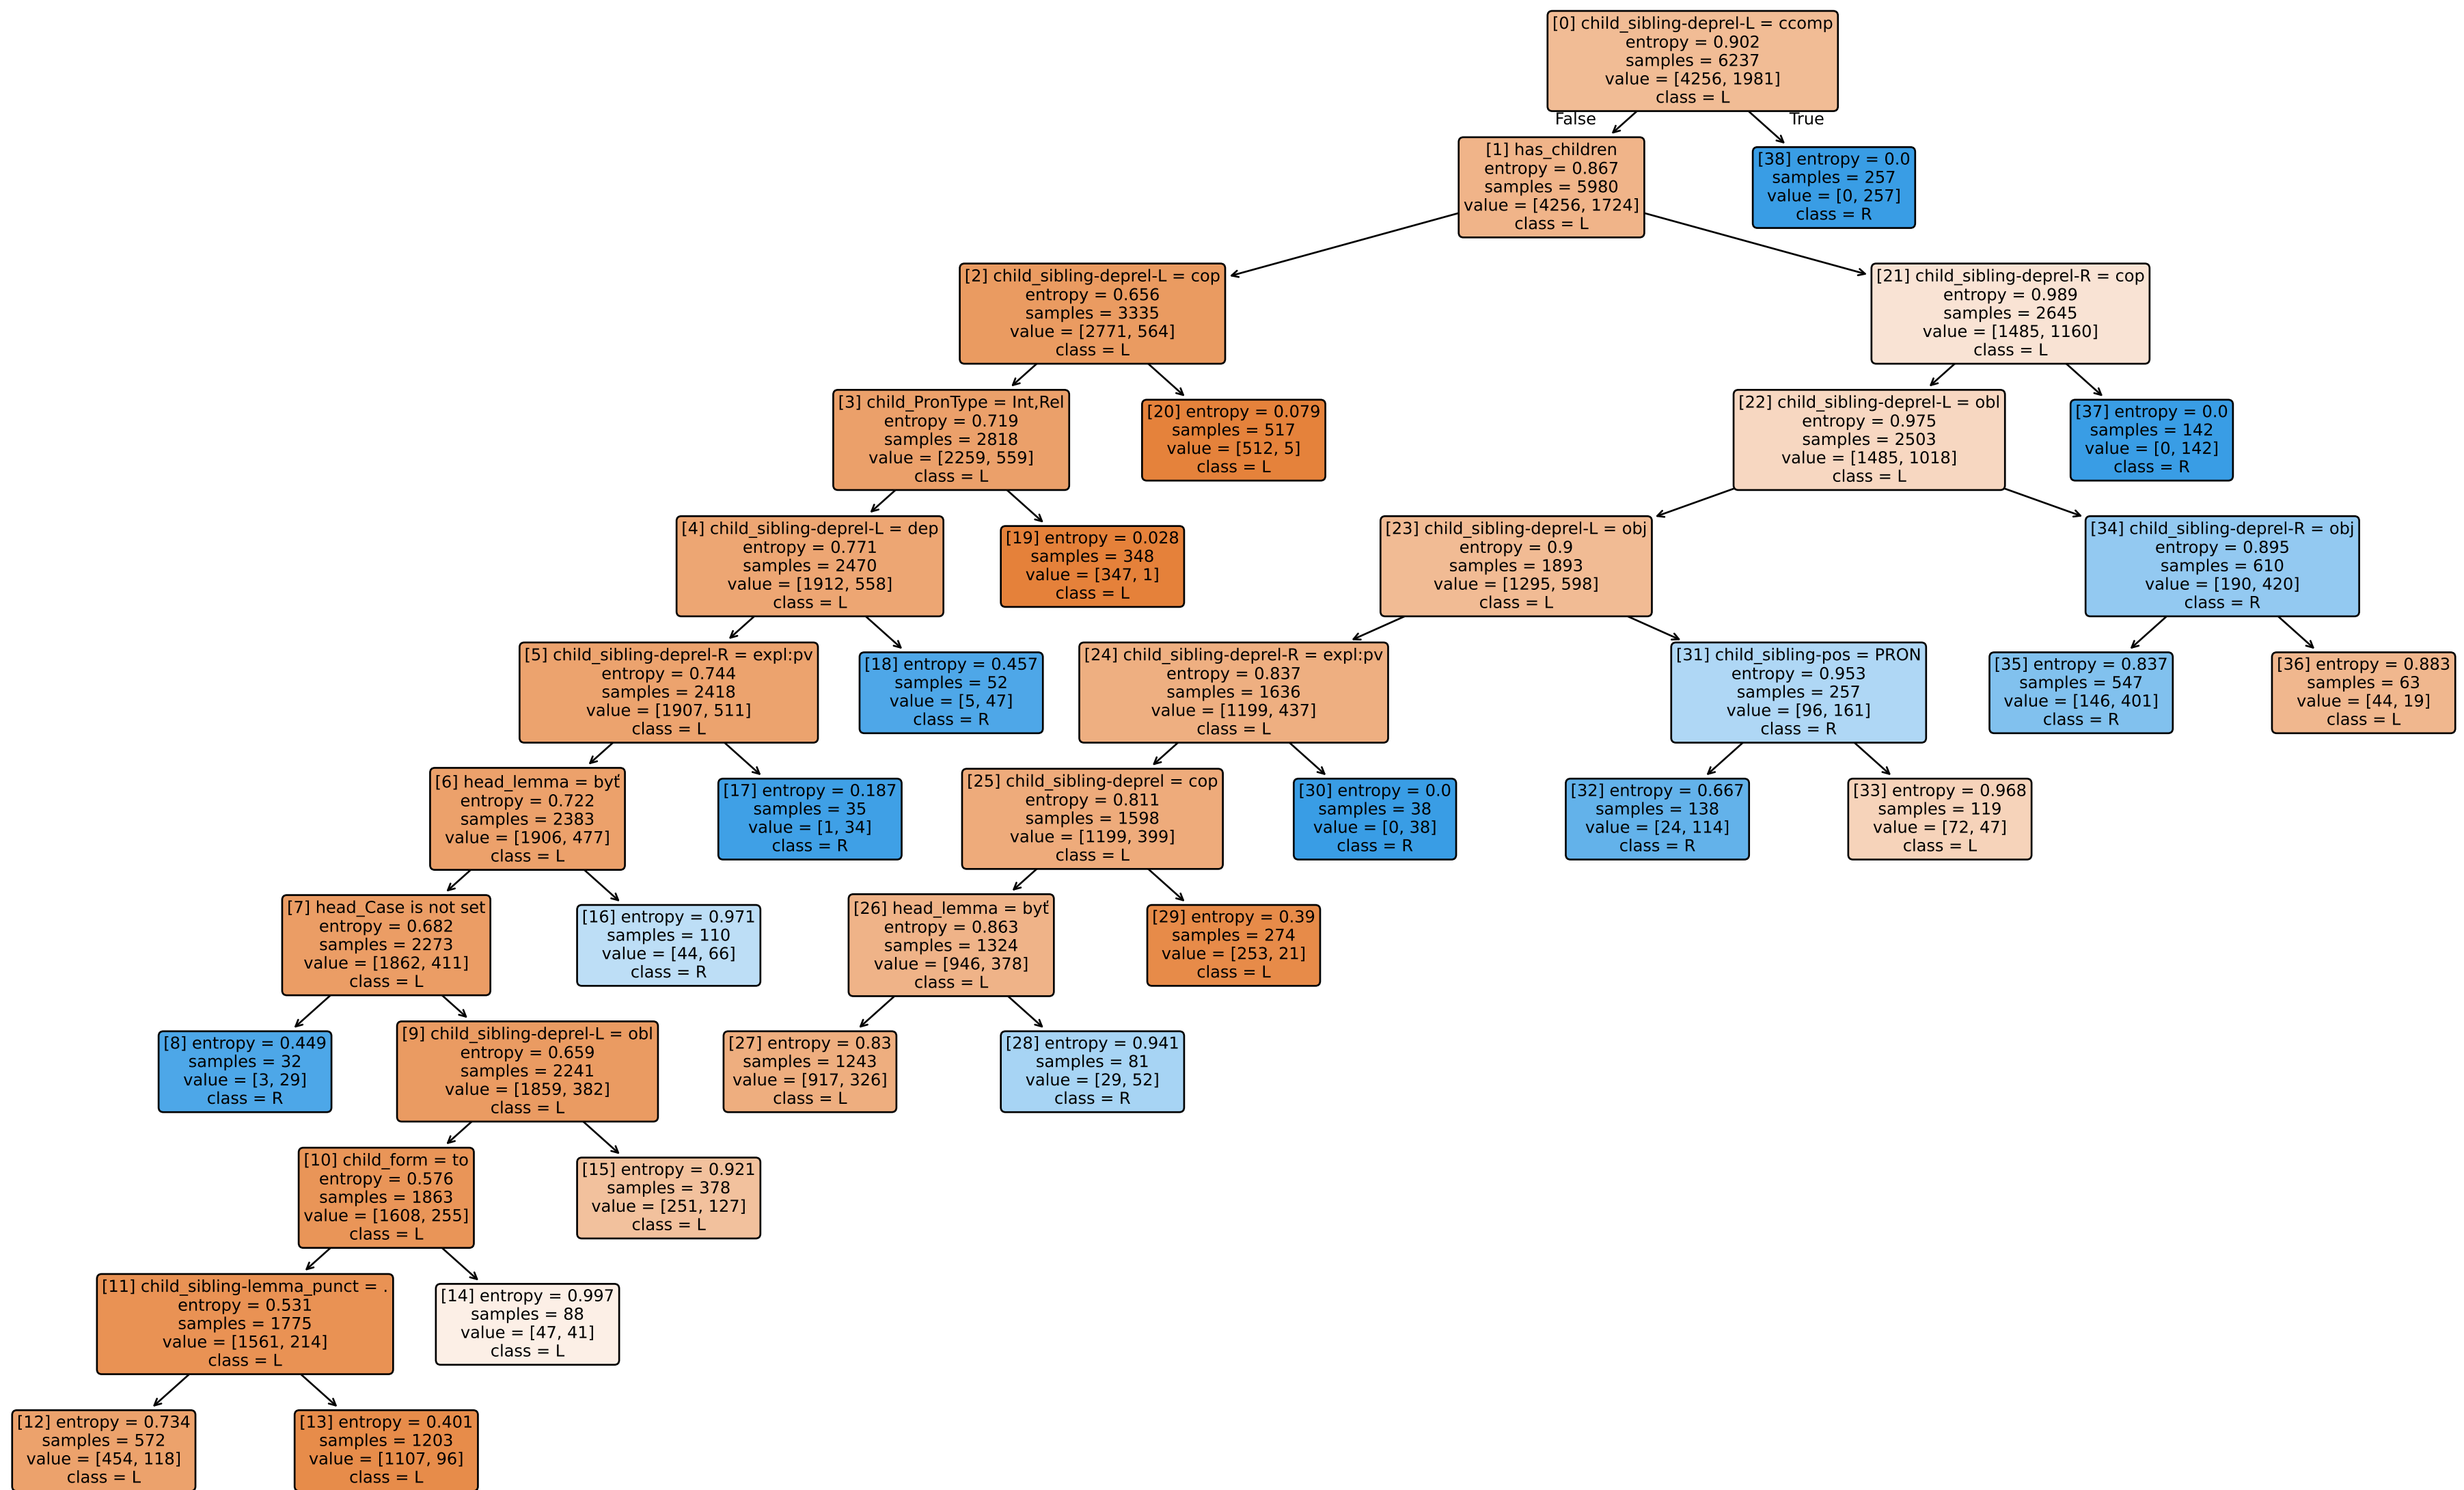 [0] child_sibling-deprel-L = ccomp
entropy = 0.902
samples = 6237
value = [4256, 1981]
class = L
False
True
[1] has_children
entropy = 0.867
samples = 5980
value = [4256, 1724]
class = L
[38] entropy = 0.0
samples = 257
value = [0, 257]
class = R
[2] child_sibling-deprel-L = cop
entropy = 0.656
samples = 3335
value = [2771, 564]
class = L
[21] child_sibling-deprel-R = cop
entropy = 0.989
samples = 2645
value = [1485, 1160]
class = L
[3] child_PronType = Int,Rel
entropy = 0.719
samples = 2818
value = [2259, 559]
class = L
[20] entropy = 0.079
samples = 517
value = [512, 5]
class = L
[22] child_sibling-deprel-L = obl
entropy = 0.975
samples = 2503
value = [1485, 1018]
class = L
[37] entropy = 0.0
samples = 142
value = [0, 142]
class = R
[4] child_sibling-deprel-L = dep
entropy = 0.771
samples = 2470
value = [1912, 558]
class = L
[19] entropy = 0.028
samples = 348
value = [347, 1]
class = L
[23] child_sibling-deprel-L = obj
entropy = 0.9
samples = 1893
value = [1295, 598]
class = L
[34] child_sibling-deprel-R = obj
entropy = 0.895
samples = 610
value = [190, 420]
class = R
[5] child_sibling-deprel-R = expl:pv
entropy = 0.744
samples = 2418
value = [1907, 511]
class = L
[18] entropy = 0.457
samples = 52
value = [5, 47]
class = R
[24] child_sibling-deprel-R = expl:pv
entropy = 0.837
samples = 1636
value = [1199, 437]
class = L
[31] child_sibling-pos = PRON
entropy = 0.953
samples = 257
value = [96, 161]
class = R
[35] entropy = 0.837
samples = 547
value = [146, 401]
class = R
[36] entropy = 0.883
samples = 63
value = [44, 19]
class = L
[6] head_lemma = byť
entropy = 0.722
samples = 2383
value = [1906, 477]
class = L
[17] entropy = 0.187
samples = 35
value = [1, 34]
class = R
[25] child_sibling-deprel = cop
entropy = 0.811
samples = 1598
value = [1199, 399]
class = L
[30] entropy = 0.0
samples = 38
value = [0, 38]
class = R
[32] entropy = 0.667
samples = 138
value = [24, 114]
class = R
[33] entropy = 0.968
samples = 119
value = [72, 47]
class = L
[7] head_Case is not set
entropy = 0.682
samples = 2273
value = [1862, 411]
class = L
[16] entropy = 0.971
samples = 110
value = [44, 66]
class = R
[26] head_lemma = byť
entropy = 0.863
samples = 1324
value = [946, 378]
class = L
[29] entropy = 0.39
samples = 274
value = [253, 21]
class = L
[8] entropy = 0.449
samples = 32
value = [3, 29]
class = R
[9] child_sibling-deprel-L = obl
entropy = 0.659
samples = 2241
value = [1859, 382]
class = L
[27] entropy = 0.83
samples = 1243
value = [917, 326]
class = L
[28] entropy = 0.941
samples = 81
value = [29, 52]
class = R
[10] child_form = to
entropy = 0.576
samples = 1863
value = [1608, 255]
class = L
[15] entropy = 0.921
samples = 378
value = [251, 127]
class = L
[11] child_sibling-lemma_punct = .
entropy = 0.531
samples = 1775
value = [1561, 214]
class = L
[14] entropy = 0.997
samples = 88
value = [47, 41]
class = L
[12] entropy = 0.734
samples = 572
value = [454, 118]
class = L
[13] entropy = 0.401
samples = 1203
value = [1107, 96]
class = L